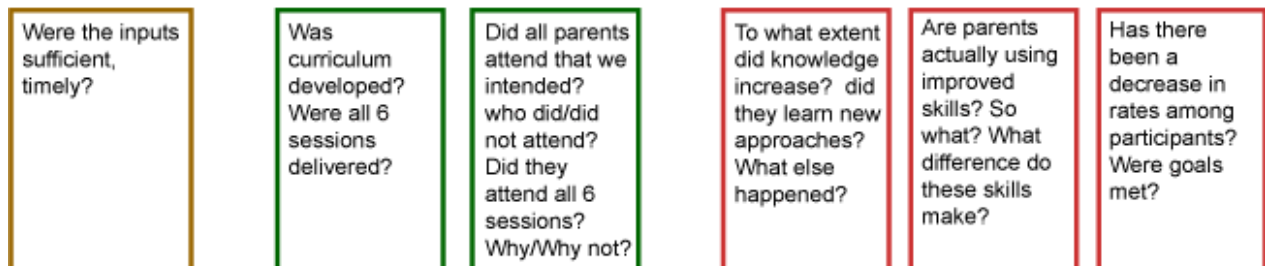 Were the inputs
sufficient,
timely?
Was
curriculum
developed?
Were all 6
sessions
delivered?
Did all parents
attend that we
intended?
who did/did
not attend?
Did they
attend all 6
sessions?
Why/Why not?
To what extent
did knowledge
increase?  did
they learn new
approaches?
What else
happened?
Are parents
actually using
improved
skills? So
what? What
difference do
these skills
make?
Has there
been a
decrease in
rates among
participants?
Were goals
met?